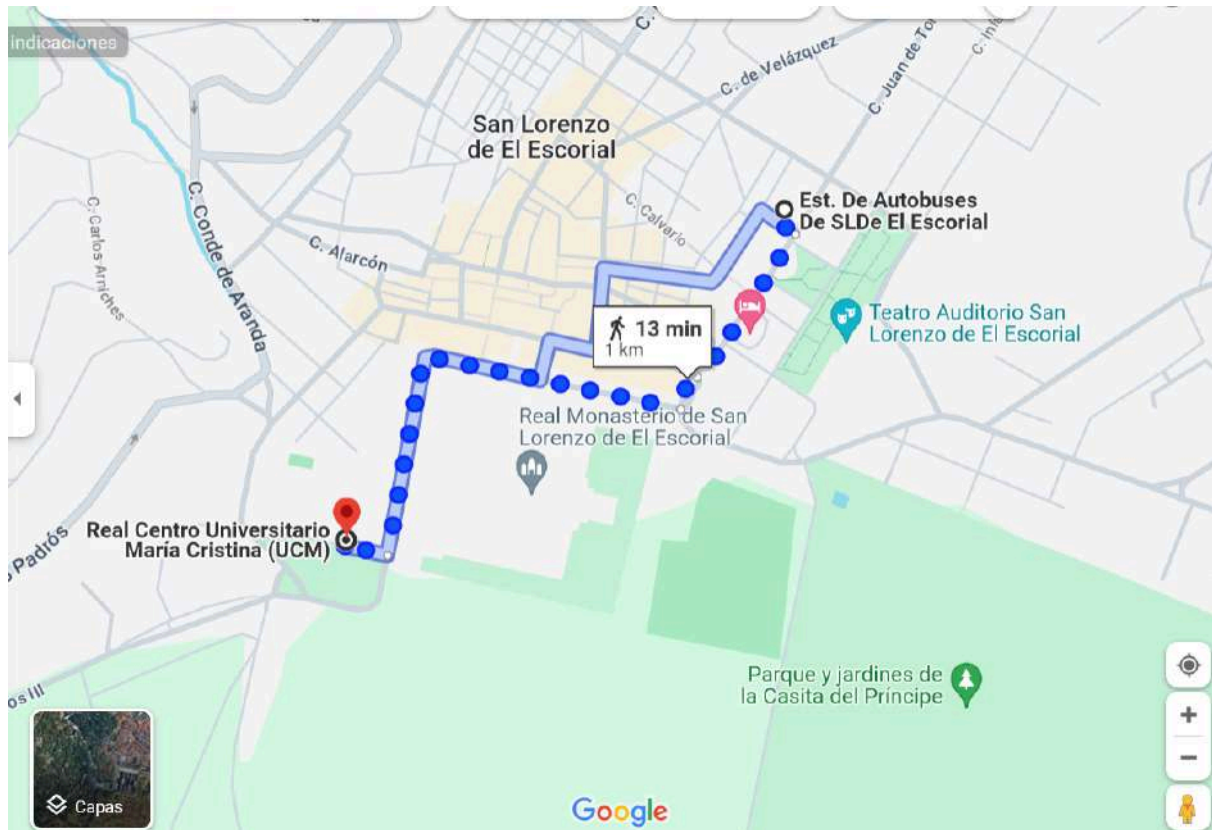 indicaciones
C. de Velázquez
San Lorenzo
de El Escorial
C. Calvario
Est. De Autobuses
De SLDe El Escorial
C. Carlos Arniches
C. Conde de Aranda
C. Alarcón
13 min
1 km
Teatro Auditorio San
Lorenzo de El Escorial
Real Monasterio de San
Lorenzo de El Escorial
Real Centro Universitario
María Cristina (UCM)
Padrós
Parque y jardines de
la Casita del Príncipe
os III
Capas
Google
C. Juan de To